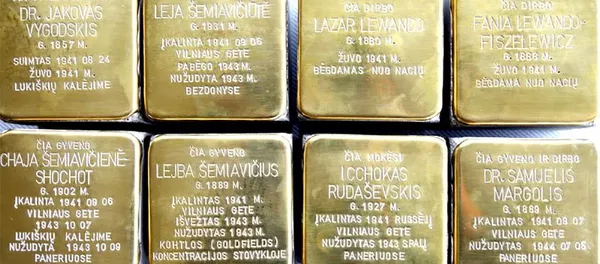 DR. JAKOVAS
VYGODSKIS
G. 1857 M.
SUIMTAS 1941 08 24
ŽUVO 1941 M.
LUKIŠKIŲ KALĖJIME
LEJA ŠEMIAVIČIŪTĖ
G. 1931 M.
ĮKALINTA 1941 09 06
VILNIAUS GETE
PABĖGO 1943 M.
NUŽUDYTA 1943 M.
BEZDONYSE
ČIA DIRBO
LAZAR LEWANDO
G. 1880 M.
ŽUVO 1941 M.
BĖGDAMAS NUO NACIŲ
ČIA DIRBO
FANIA LEWANDO-
FISZELEWICZ
G. 1888 M.
ŽUVO 1941 M.
BĖGDAMA NUO NACIŲ
ČIA GYVENO
CHAJA ŠEMIAVIČIENĖ-
SHOCHOT
G. 1902 M.
ĮKALINTA 1941 09 06
VILNIAUS GETE
1943 10 07
LUKIŠKIŲ KALĖJIME
NUŽUDYTA 1943 10 09
PANERIUOSE
ČIA GYVENO
LEJBA ŠEMIAVIČIUS
G. 1889 M.
ĮKALINTAS 1941 M.
VILNIAUS GETE
IŠVEŽTAS 1943 M.
NUŽUDYTAS 1943 M.
KOHTLOS (GOLDFIELDS)
KONCENTRACIJOS STOVYKLOJE
ČIA MOKĖSI
ICCHOKAS
RUDAŠEVSKIS
G. 1927 M.
ĮKALINTAS 1941 RUGSĖJĮ
VILNIAUS GETE
NUŽUDYTAS 1943 SPALĮ
PANERIUOSE
ČIA GYVENO IR DIRBO
DR. SAMUELIS
MARGOLIS
G. 1889 M.
ĮKALINTAS 1941 09 07
VILNIAUS GETE
NUŽUDYTAS 1944 07 05
PANERIUOSE